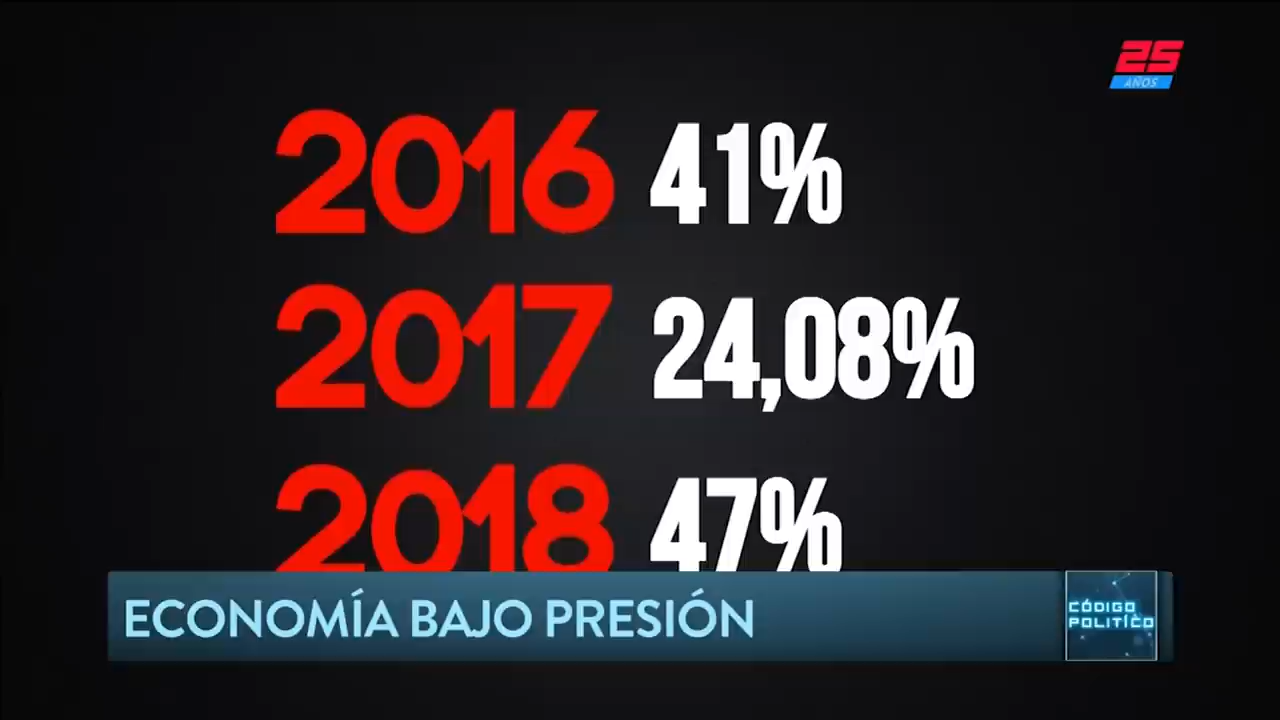 25
AÑOS
2016 41%
2017 24,08%
2018 47%
ECONOMÍA BAJO PRESIÓN
CÓDIGO
POLÍTICO